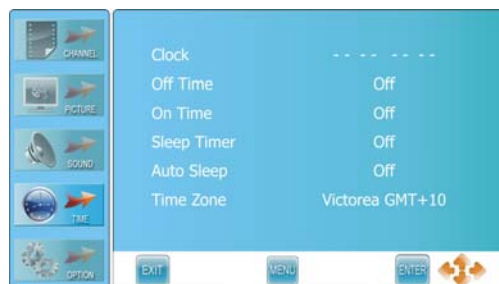 CHANNEL
PICTURE
SOUND
TIME
OPTION
Clock -- -- -- --
Off Time Off
On Time Off
Sleep Timer Off
Auto Sleep Off
Time Zone Victorea GMT+10
EXIT MENU ENTER